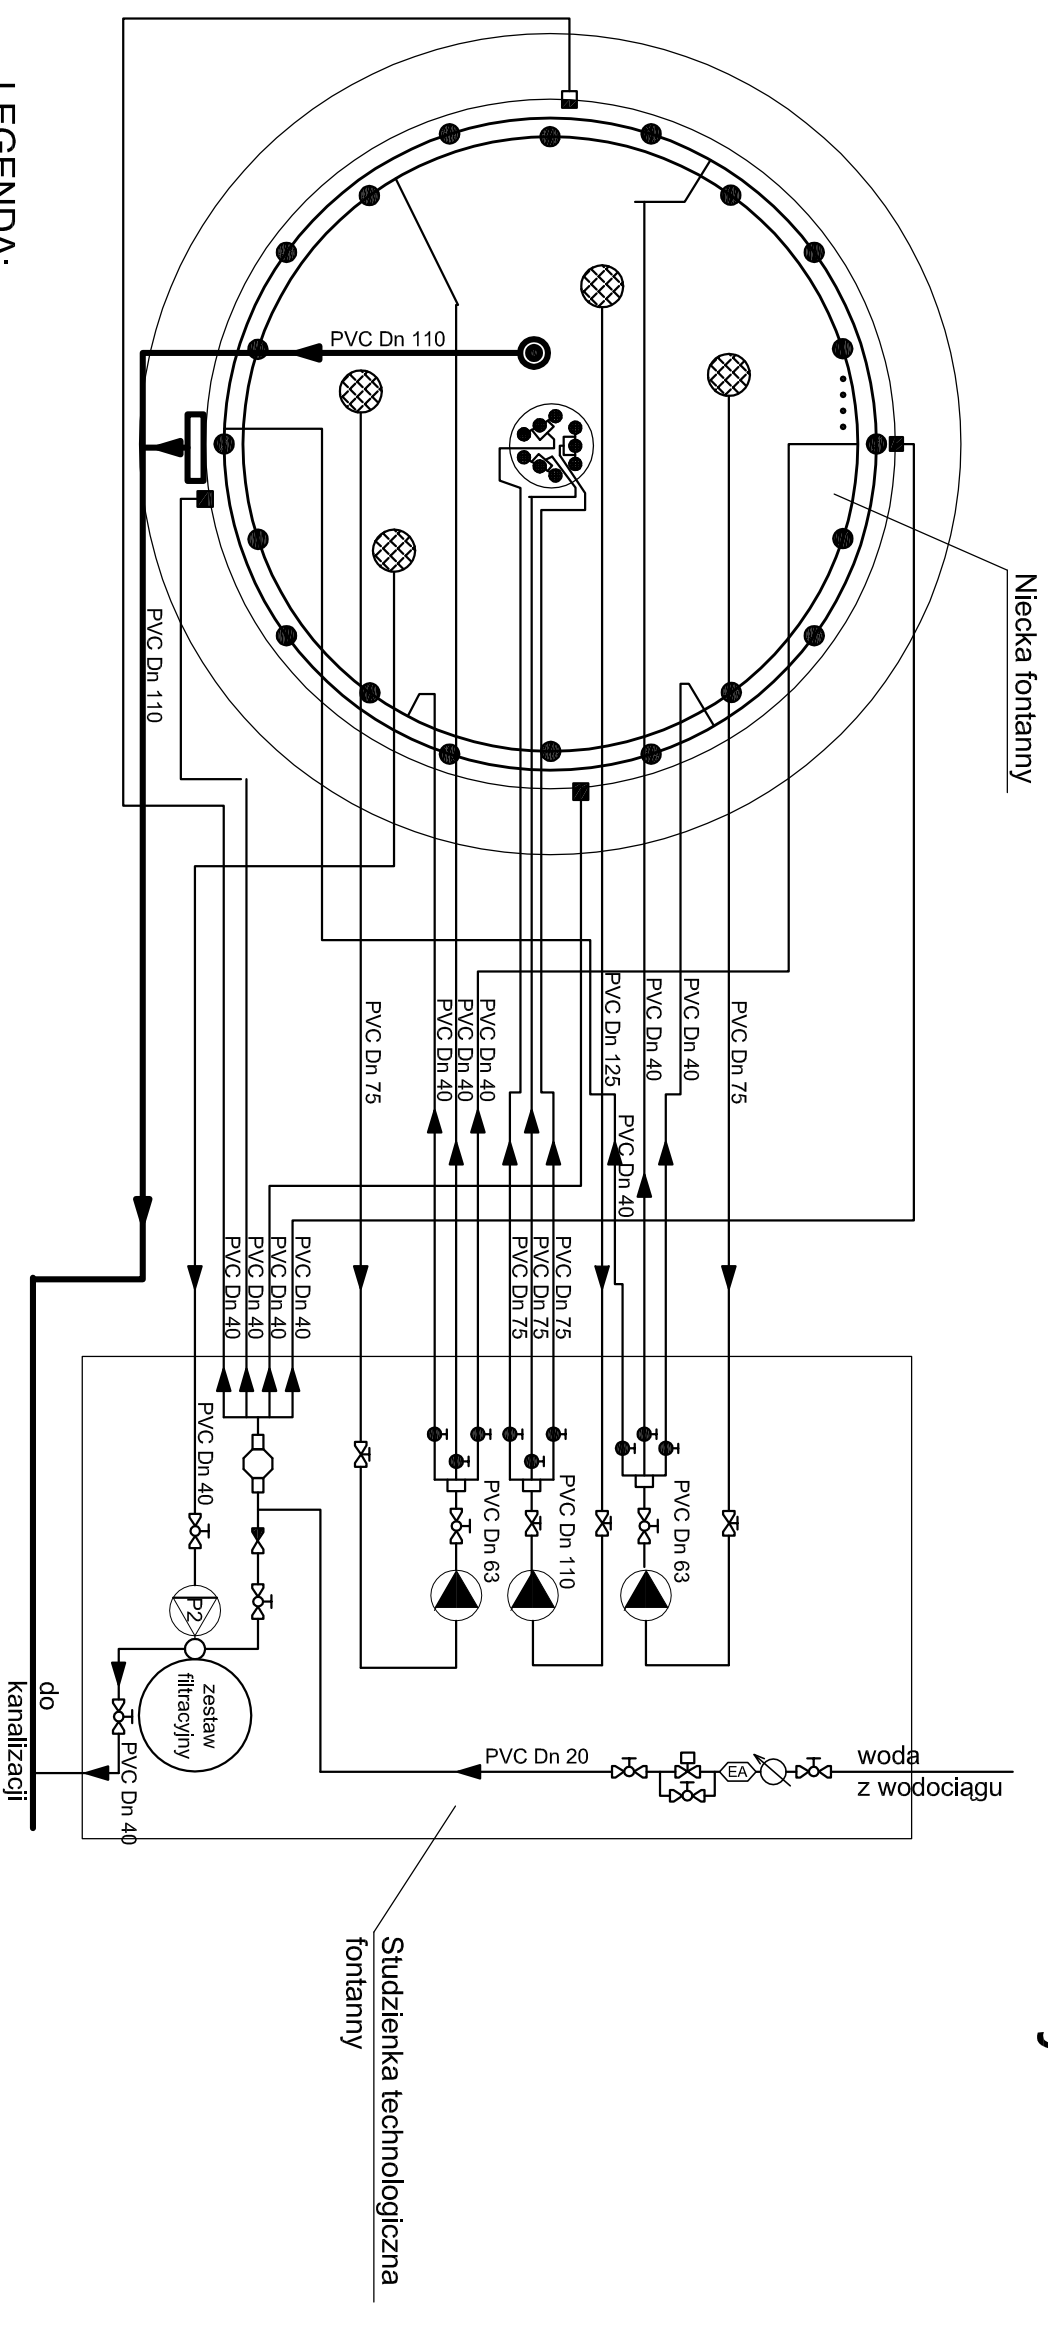 LEGENDA:
Niecka fontanny
PVC Dn 110
PVC Dn 110
PVC Dn 75
PVC Dn 40
PVC Dn 40
PVC Dn 40
PVC Dn 125
PVC Dn 40
PVC Dn 40
PVC Dn 75
PVC Dn 40
PVC Dn 40
PVC Dn 40
PVC Dn 40
PVC Dn 40
PVC Dn 75
PVC Dn 75
PVC Dn 75
PVC Dn 40
PVC Dn 63
PVC Dn 110
PVC Dn 63
P2
zestaw
filtracyjny
do
kanalizacji
PVC Dn 40
PVC Dn 20
EA
woda
z wodociągu
Studzienka technologiczna
fontanny